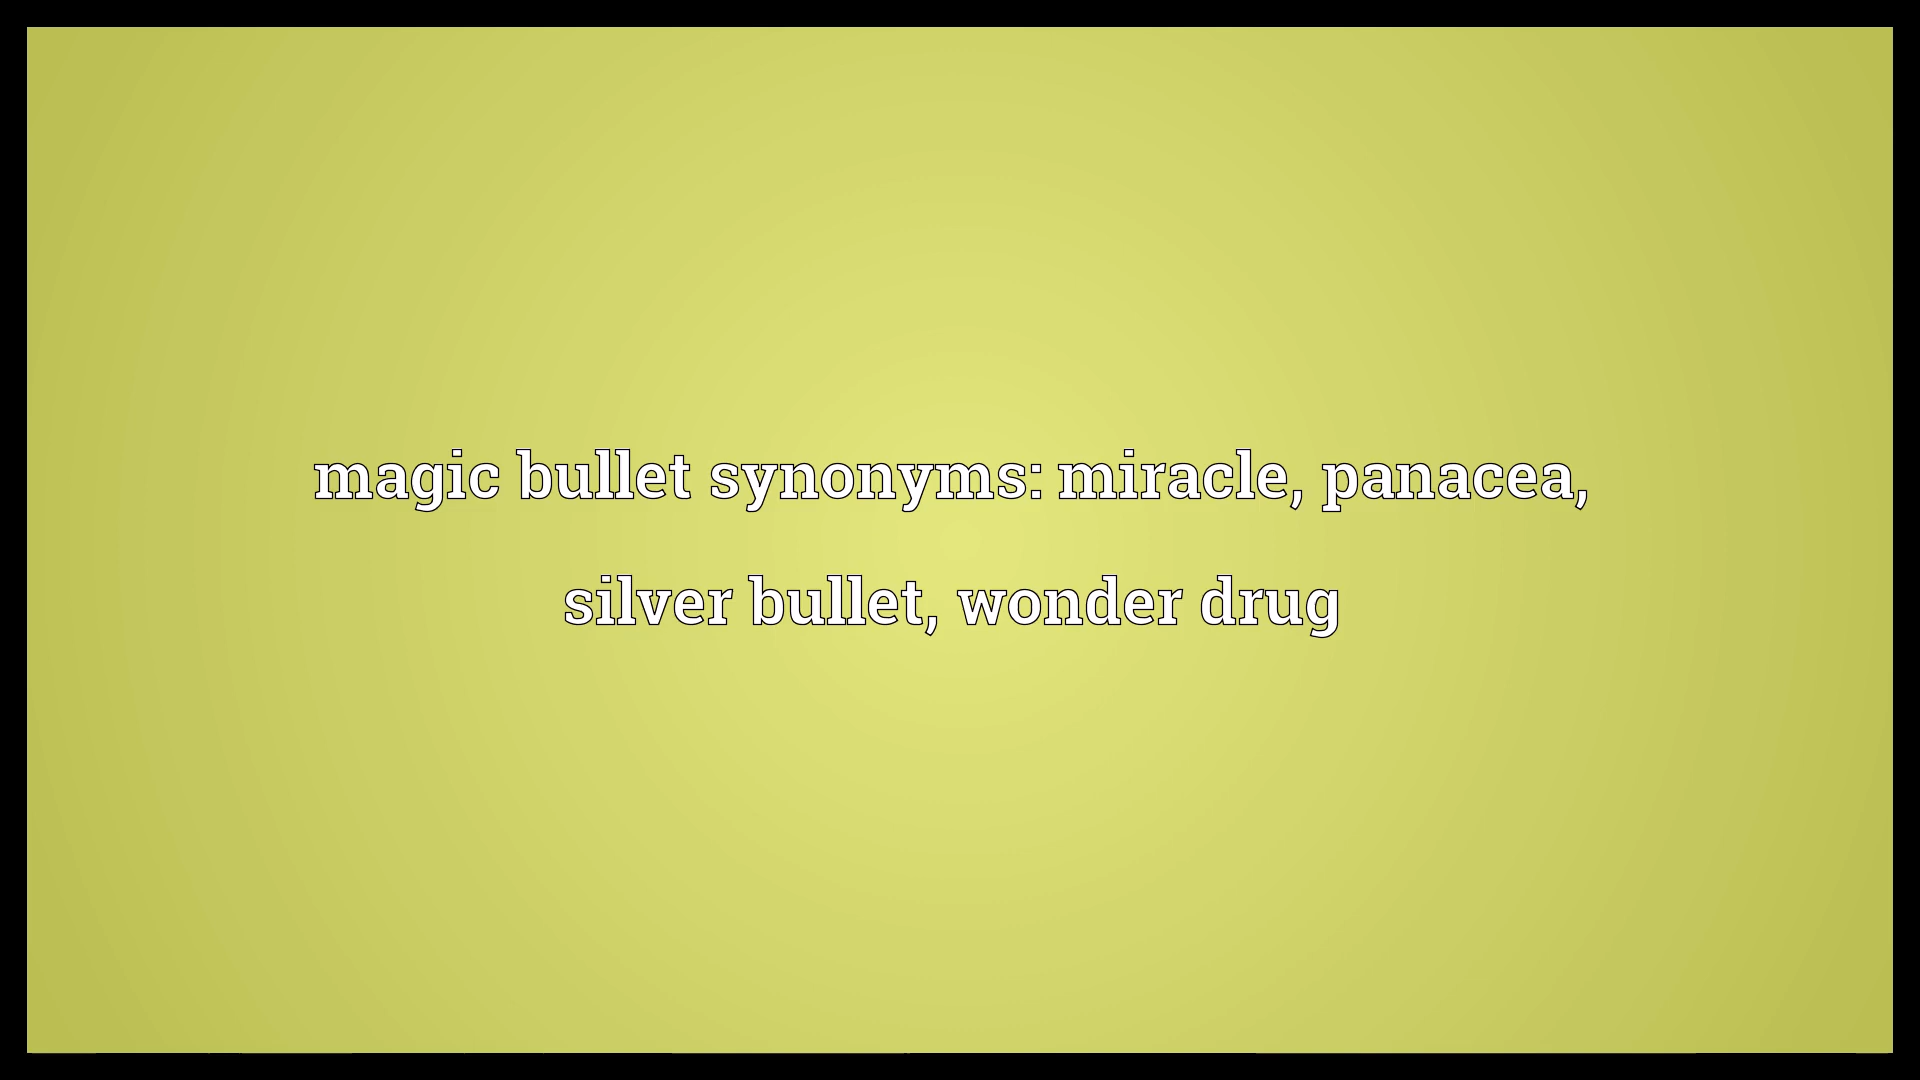 magic bullet synonyms: miracle, panacea,
silver bullet, wonder drug